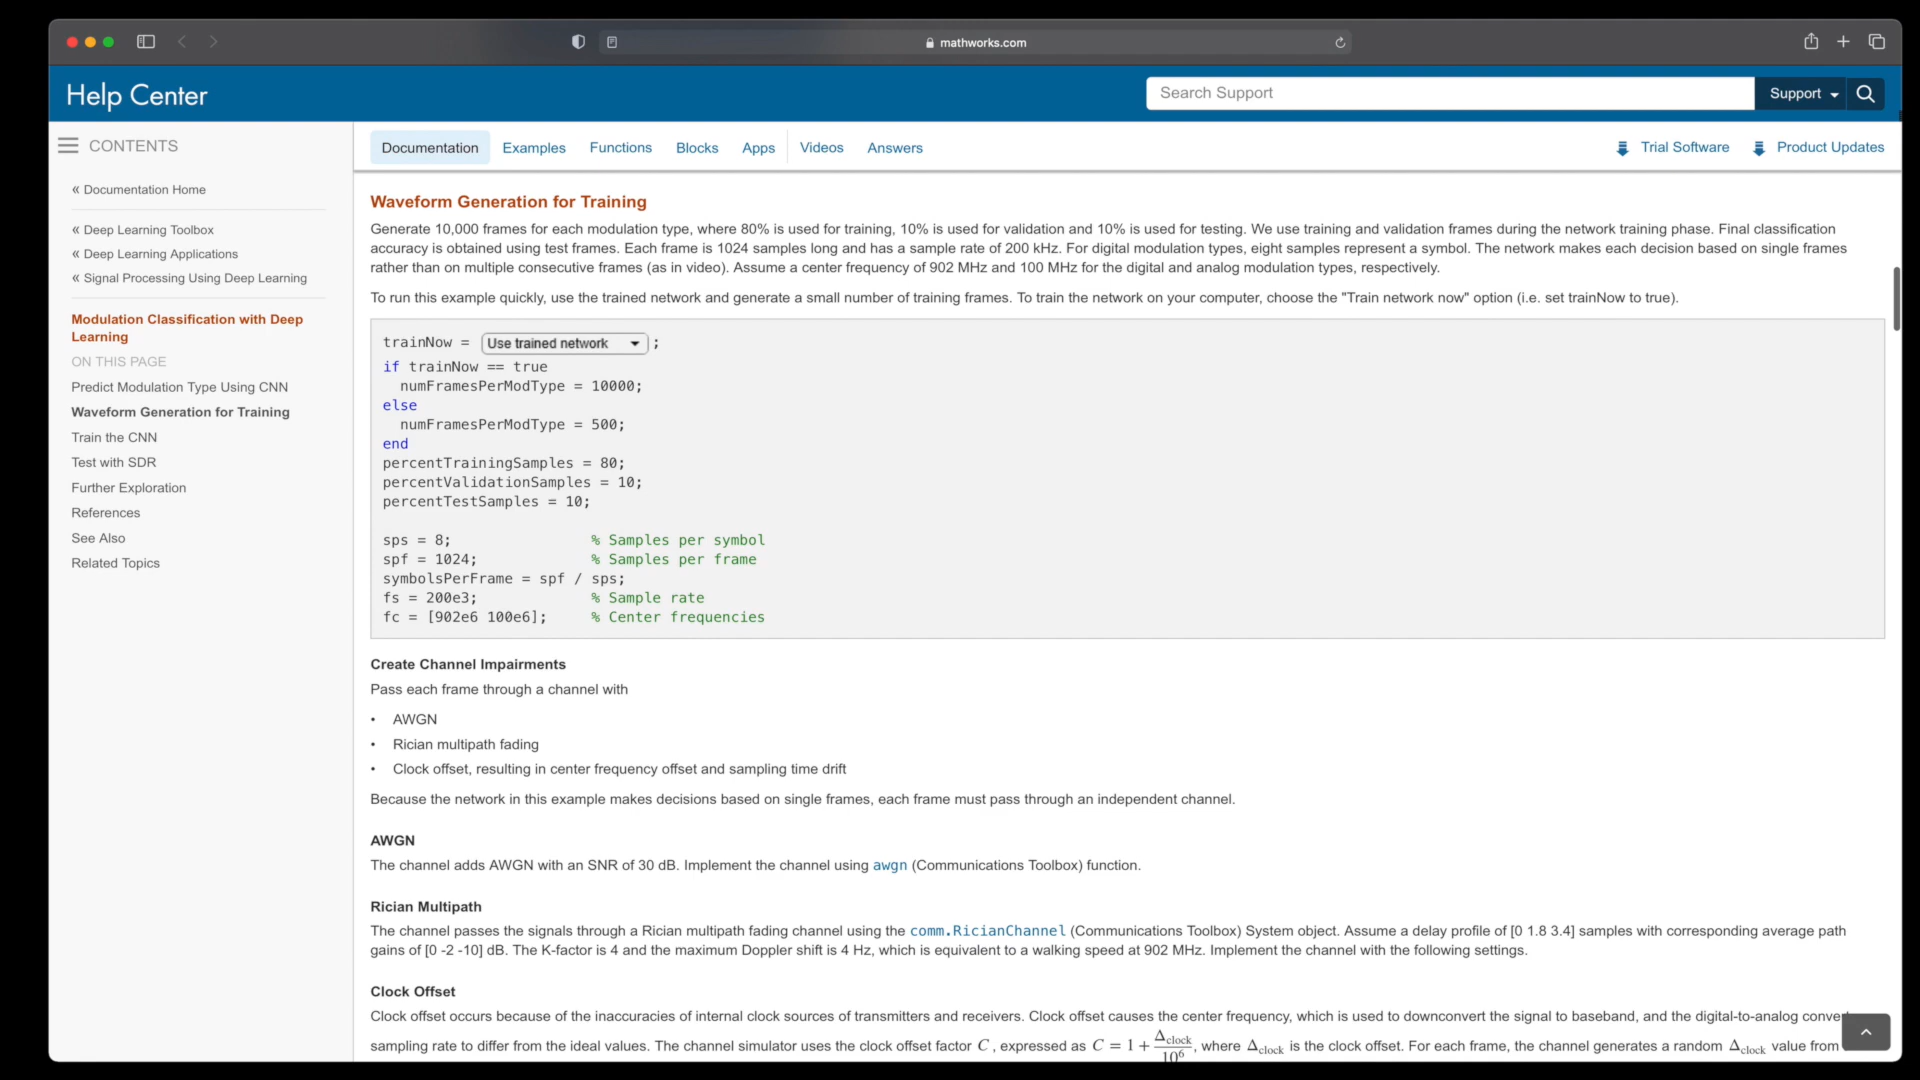 mathworks.com
Help Center
Search Support
Support
CONTENTS
« Documentation Home
« Deep Learning Toolbox
« Deep Learning Applications
« Signal Processing Using Deep Learning
Modulation Classification with Deep
Learning
ON THIS PAGE
Predict Modulation Type Using CNN
Waveform Generation for Training
Train the CNN
Test with SDR
Further Exploration
References
See Also
Related Topics
Documentation Examples Functions Blocks Apps Videos Answers
Trial Software Product Updates
Waveform Generation for Training
Generate 10,000 frames for each modulation type, where 80% is used for training, 10% is used for validation and 10% is used for testing. We use training and validation frames during the network training phase. Final classification
accuracy is obtained using test frames. Each frame is 1024 samples long and has a sample rate of 200 kHz. For digital modulation types, eight samples represent a symbol. The network makes each decision based on single frames
rather than on multiple consecutive frames (as in video). Assume a center frequency of 902 MHz and 100 MHz for the digital and analog modulation types, respectively.
To run this example quickly, use the trained network and generate a small number of training frames. To train the network on your computer, choose the "Train network now" option (i.e. set trainNow to true).
trainNow = Use trained network ;
if trainNow == true
numFramesPerModType = 10000;
else
numFramesPerModType = 500;
end
percentTrainingSamples = 80;
percentValidationSamples = 10;
percentTestSamples = 10;
sps = 8; % Samples per symbol
spf = 1024; % Samples per frame
symbolsPerFrame = spf / sps;
fs = 200e3; % Sample rate
fc = [902e6 100e6]; % Center frequencies
Create Channel Impairments
Pass each frame through a channel with
• AWGN
• Rician multipath fading
• Clock offset, resulting in center frequency offset and sampling time drift
Because the network in this example makes decisions based on single frames, each frame must pass through an independent channel.
AWGN
The channel adds AWGN with an SNR of 30 dB. Implement the channel using awgn (Communications Toolbox) function.
Rician Multipath
The channel passes the signals through a Rician multipath fading channel using the comm.RicianChannel (Communications Toolbox) System object. Assume a delay profile of [0 1.8 3.4] samples with corresponding average path
gains of [0 -2 -10] dB. The K-factor is 4 and the maximum Doppler shift is 4 Hz, which is equivalent to a walking speed at 902 MHz. Implement the channel with the following settings.
Clock Offset
Clock offset occurs because of the inaccuracies of internal clock sources of transmitters and receivers. Clock offset causes the center frequency, which is used to downconvert the signal to baseband, and the digital-to-analog conver
sampling rate to differ from the ideal values. The channel simulator uses the clock offset factor C, expressed as C = 1 + Δclock/10^6, where Δclock is the clock offset. For each frame, the channel generates a random Δclock value from